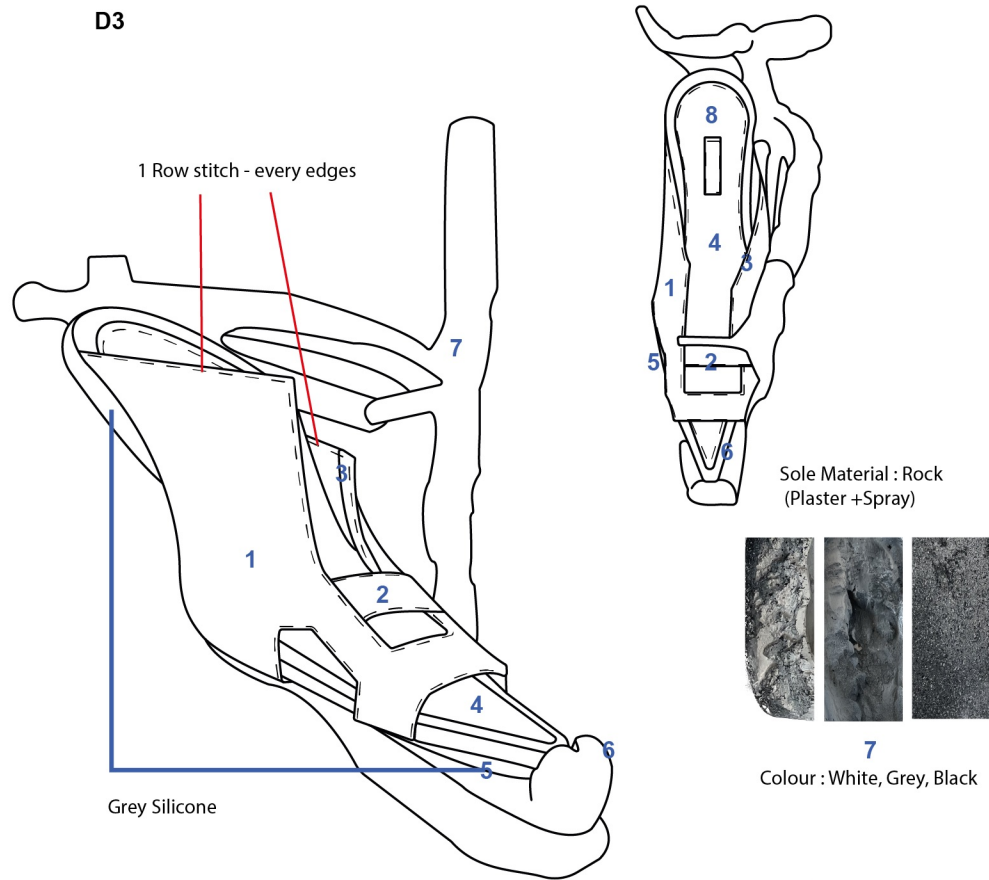 D3
1 Row stitch - every edges
8
4
3
1
5
2
6
7
3
1
2
4
6
5
Grey Silicone
Sole Material : Rock
(Plaster +Spray)
7
Colour : White, Grey, Black